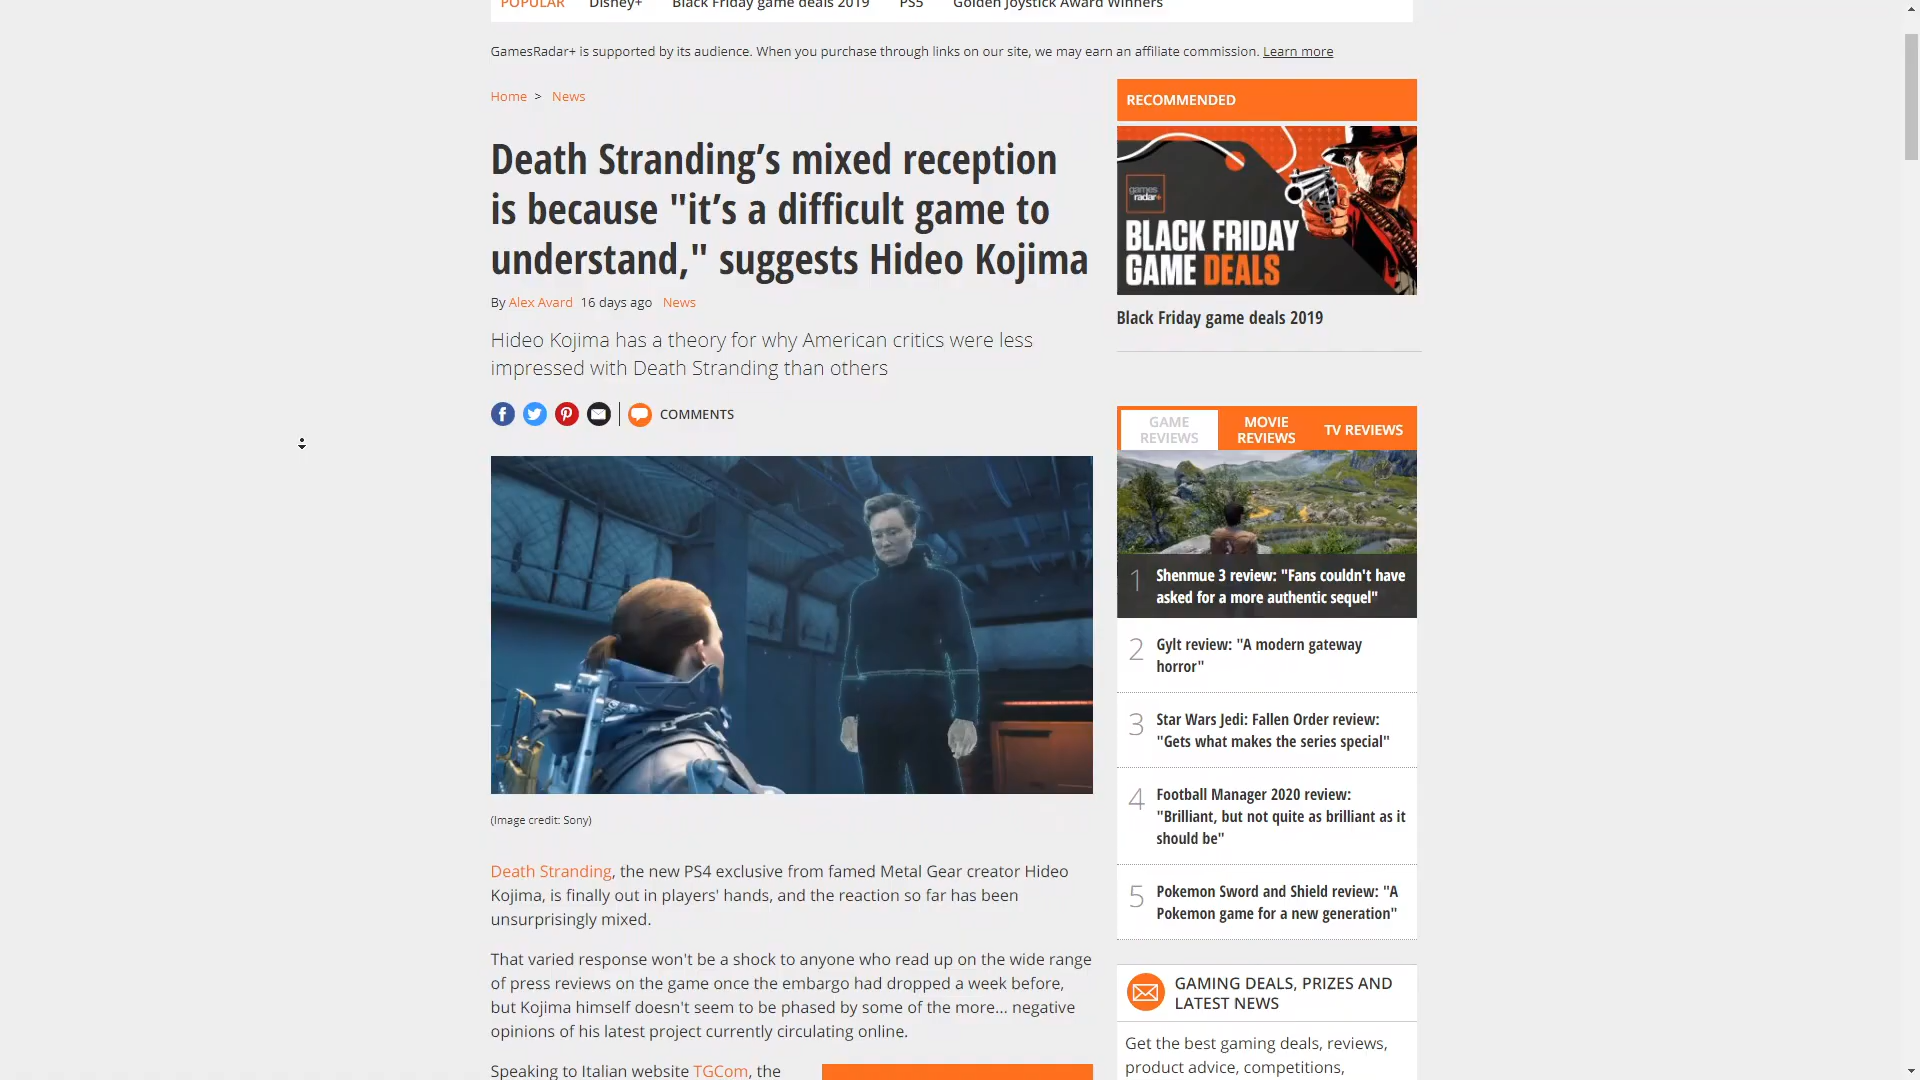 POPULAR Disney+ Black Friday game deals 2019 PS5 Golden Joystick Award Winners
GamesRadar+ is supported by its audience. When you purchase through links on our site, we may earn an affiliate commission. Learn more
Home > News
Death Stranding’s mixed reception
is because "it’s a difficult game to
understand," suggests Hideo Kojima
By Alex Avard 16 days ago News
Hideo Kojima has a theory for why American critics were less
impressed with Death Stranding than others
COMMENTS
(Image credit: Sony)
Death Stranding, the new PS4 exclusive from famed Metal Gear creator Hideo
Kojima, is finally out in players' hands, and the reaction so far has been
unsurprisingly mixed.
That varied response won't be a shock to anyone who read up on the wide range
of press reviews on the game once the embargo had dropped a week before,
but Kojima himself doesn't seem to be phased by some of the more... negative
opinions of his latest project currently circulating online.
Speaking to Italian website TGCom, the
RECOMMENDED
games
radar+
BLACK FRIDAY
GAME DEALS
Black Friday game deals 2019
GAME
REVIEWS
MOVIE
REVIEWS
TV REVIEWS
1 Shenmue 3 review: "Fans couldn't have
asked for a more authentic sequel"
2 Gylt review: "A modern gateway
horror"
3 Star Wars Jedi: Fallen Order review:
"Gets what makes the series special"
4 Football Manager 2020 review:
"Brilliant, but not quite as brilliant as it
should be"
5 Pokemon Sword and Shield review: "A
Pokemon game for a new generation"
GAMING DEALS, PRIZES AND
LATEST NEWS
Get the best gaming deals, reviews,
product advice, competitions,